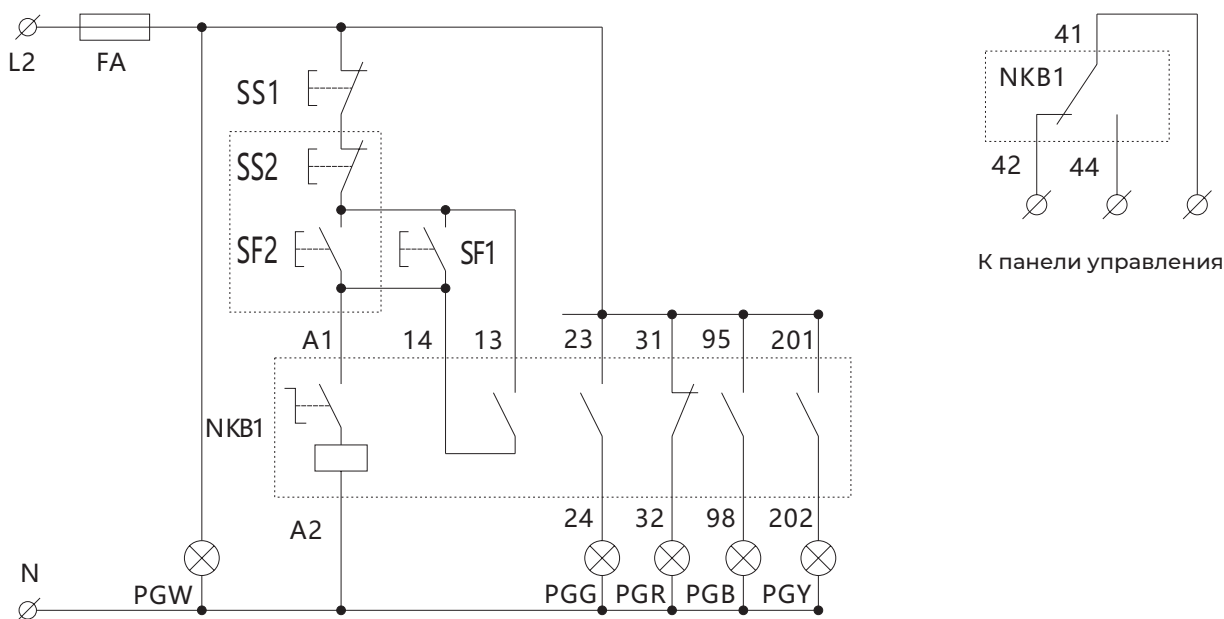 L2
FA
SS1
SS2
SF2
SF1
A1
14
13
23
31
95
201
NKB1
A2
24
32
98
202
N
PGW
PGG
PGR
PGB
PGY
41
NKB1
42
44
К панели управления